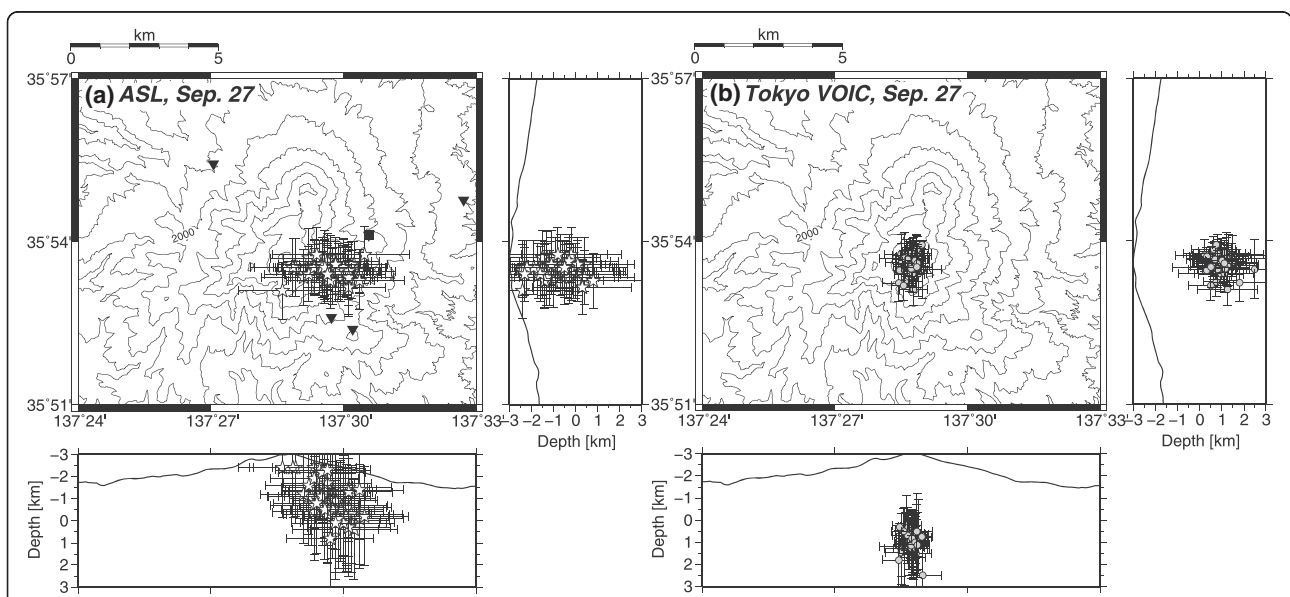 km
0 5
35°57'
(a) ASL, Sep. 27
2000
35°54'
35°51'
137°24' 137°27' 137°30' 137°33'
−3 −2 −1 0 1 2 3
Depth [km]
−3
−2
−1
0
1
2
3
Depth [km]
km
0 5
35°57'
(b) Tokyo VOIC, Sep. 27
2000
35°54'
35°51'
137°24' 137°27' 137°30' 137°33'
−3 −2 −1 0 1 2 3
Depth [km]
−3
−2
−1
0
1
2
3
Depth [km]